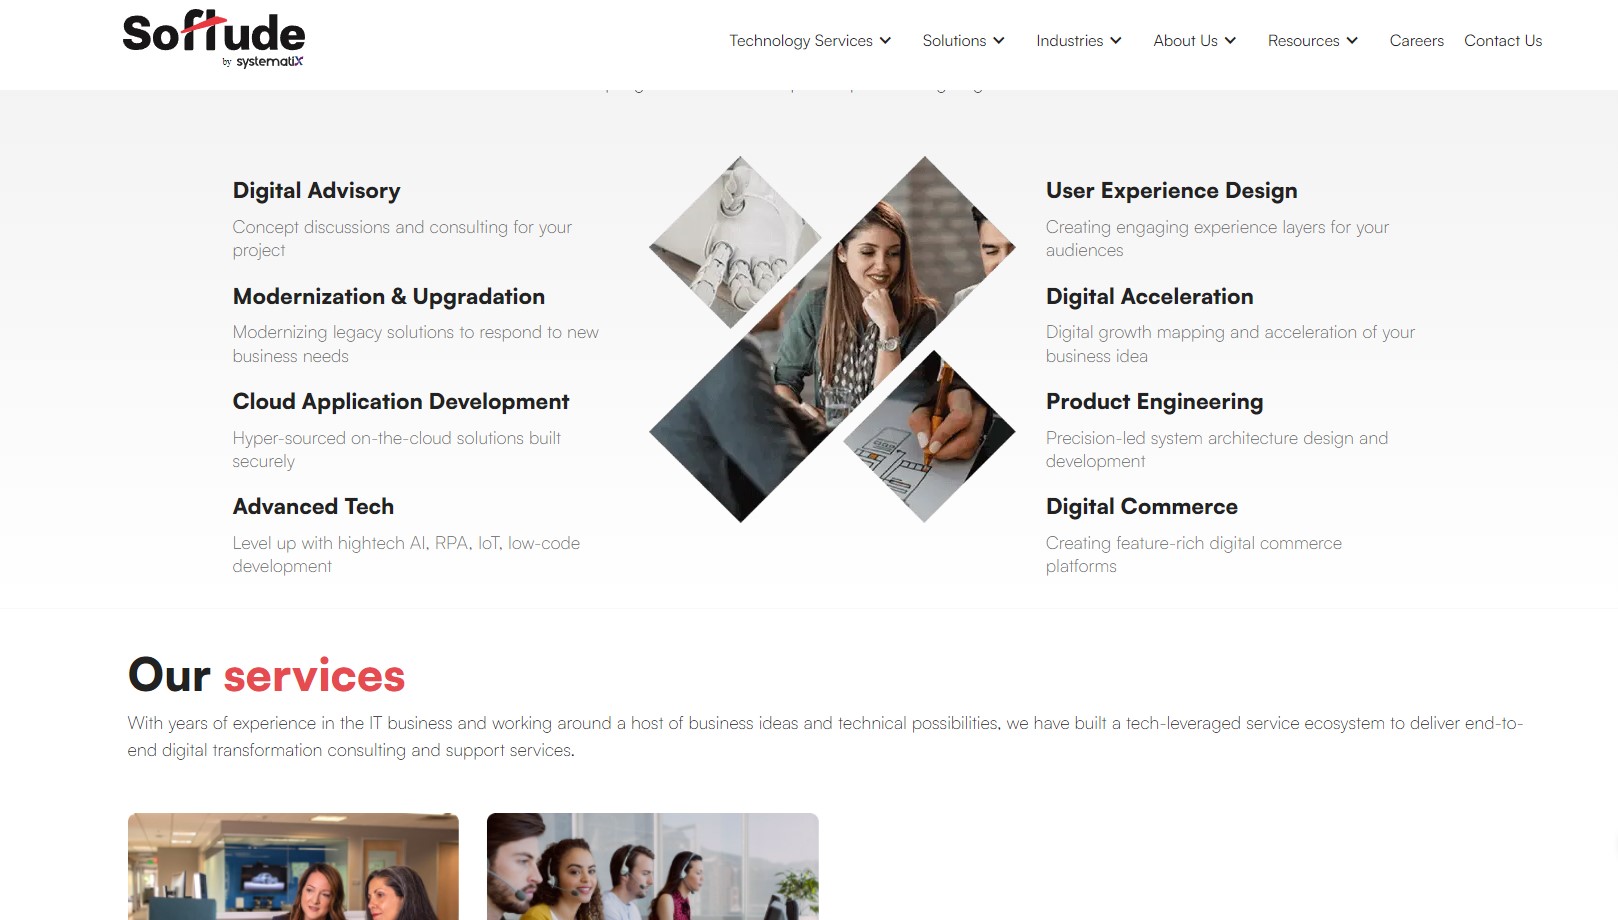 Softude
by systematiX
Technology Services
Solutions
Industries
About Us
Resources
Careers
Contact Us
Digital Advisory
Concept discussions and consulting for your
project
Modernization & Upgradation
Modernizing legacy solutions to respond to new
business needs
Cloud Application Development
Hyper-sourced on-the-cloud solutions built
securely
Advanced Tech
Level up with hightech AI, RPA, IoT, low-code
development
User Experience Design
Creating engaging experience layers for your
audiences
Digital Acceleration
Digital growth mapping and acceleration of your
business idea
Product Engineering
Precision-led system architecture design and
development
Digital Commerce
Creating feature-rich digital commerce
platforms
Our services
With years of experience in the IT business and working around a host of business ideas and technical possibilities, we have built a tech-leveraged service ecosystem to deliver end-to-
end digital transformation consulting and support services.